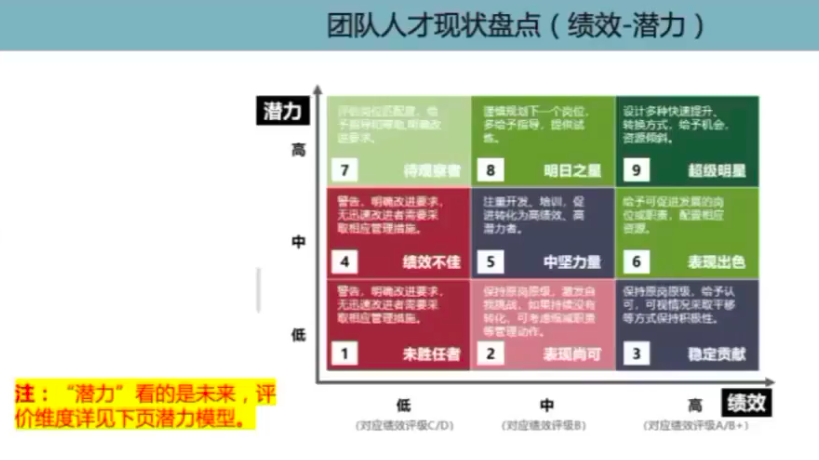 团队人才现状盘点（绩效-潜力）
潜力
高
评估岗位匹配度，给
予指导和帮助,明确改
进要求。
7
待观察者
谨慎规划下一个岗位，
多给予指导，提供试
炼。
8
明日之星
设计多种快速提升、
转换方式，给予机会，
资源倾斜。
9
超级明星
中
警告，明确改进要求，
无迅速改进者需要采
取相应管理措施。
4
绩效不佳
注重开发、培训，促
进转化为高绩效、高
潜力者。
5
中坚力量
给予可促进发展的岗
位或职责，配置相应
资源。
6
表现出色
低
警告，明确改进要求，
无迅速改进者需要采
取相应管理措施。
1
未胜任者
保持原岗原级，激发自
我挑战，如果持续没有
转化，可考虑缩减职责
等管理动作。
2
表现尚可
保持原岗原级，给予认
可，可视情况采取平移
等方式保持积极性。
3
稳定贡献
低
中
高
绩效
(对应绩效评级C/D)
(对应绩效评级B)
(对应绩效评级A/B+)
注：“潜力”看的是未来，评
价维度详见下页潜力模型。